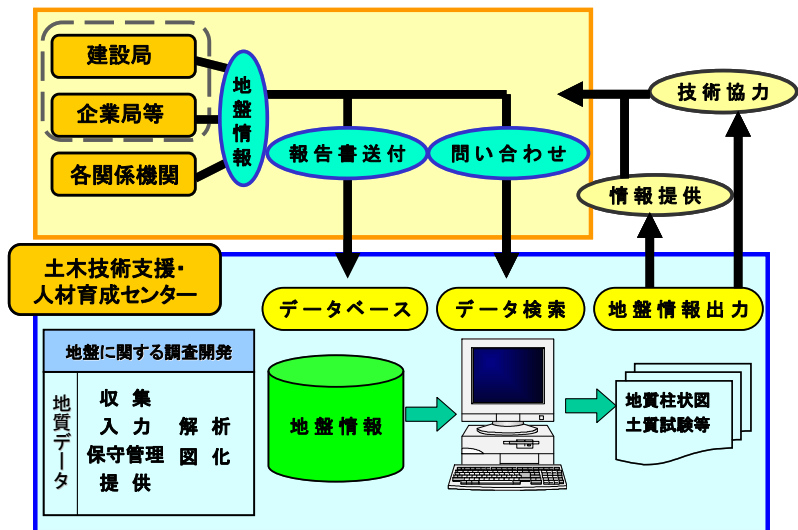 建設局
企業局等
各関係機関
地盤情報
報告書送付
問い合わせ
技術協力
情報提供
土木技術支援・
人材育成センター
データベース
データ検索
地盤情報出力
地盤に関する調査開発
地質データ
収集
入力 解析
保守管理 図化
提供
地盤情報
地質柱状図
土質試験等